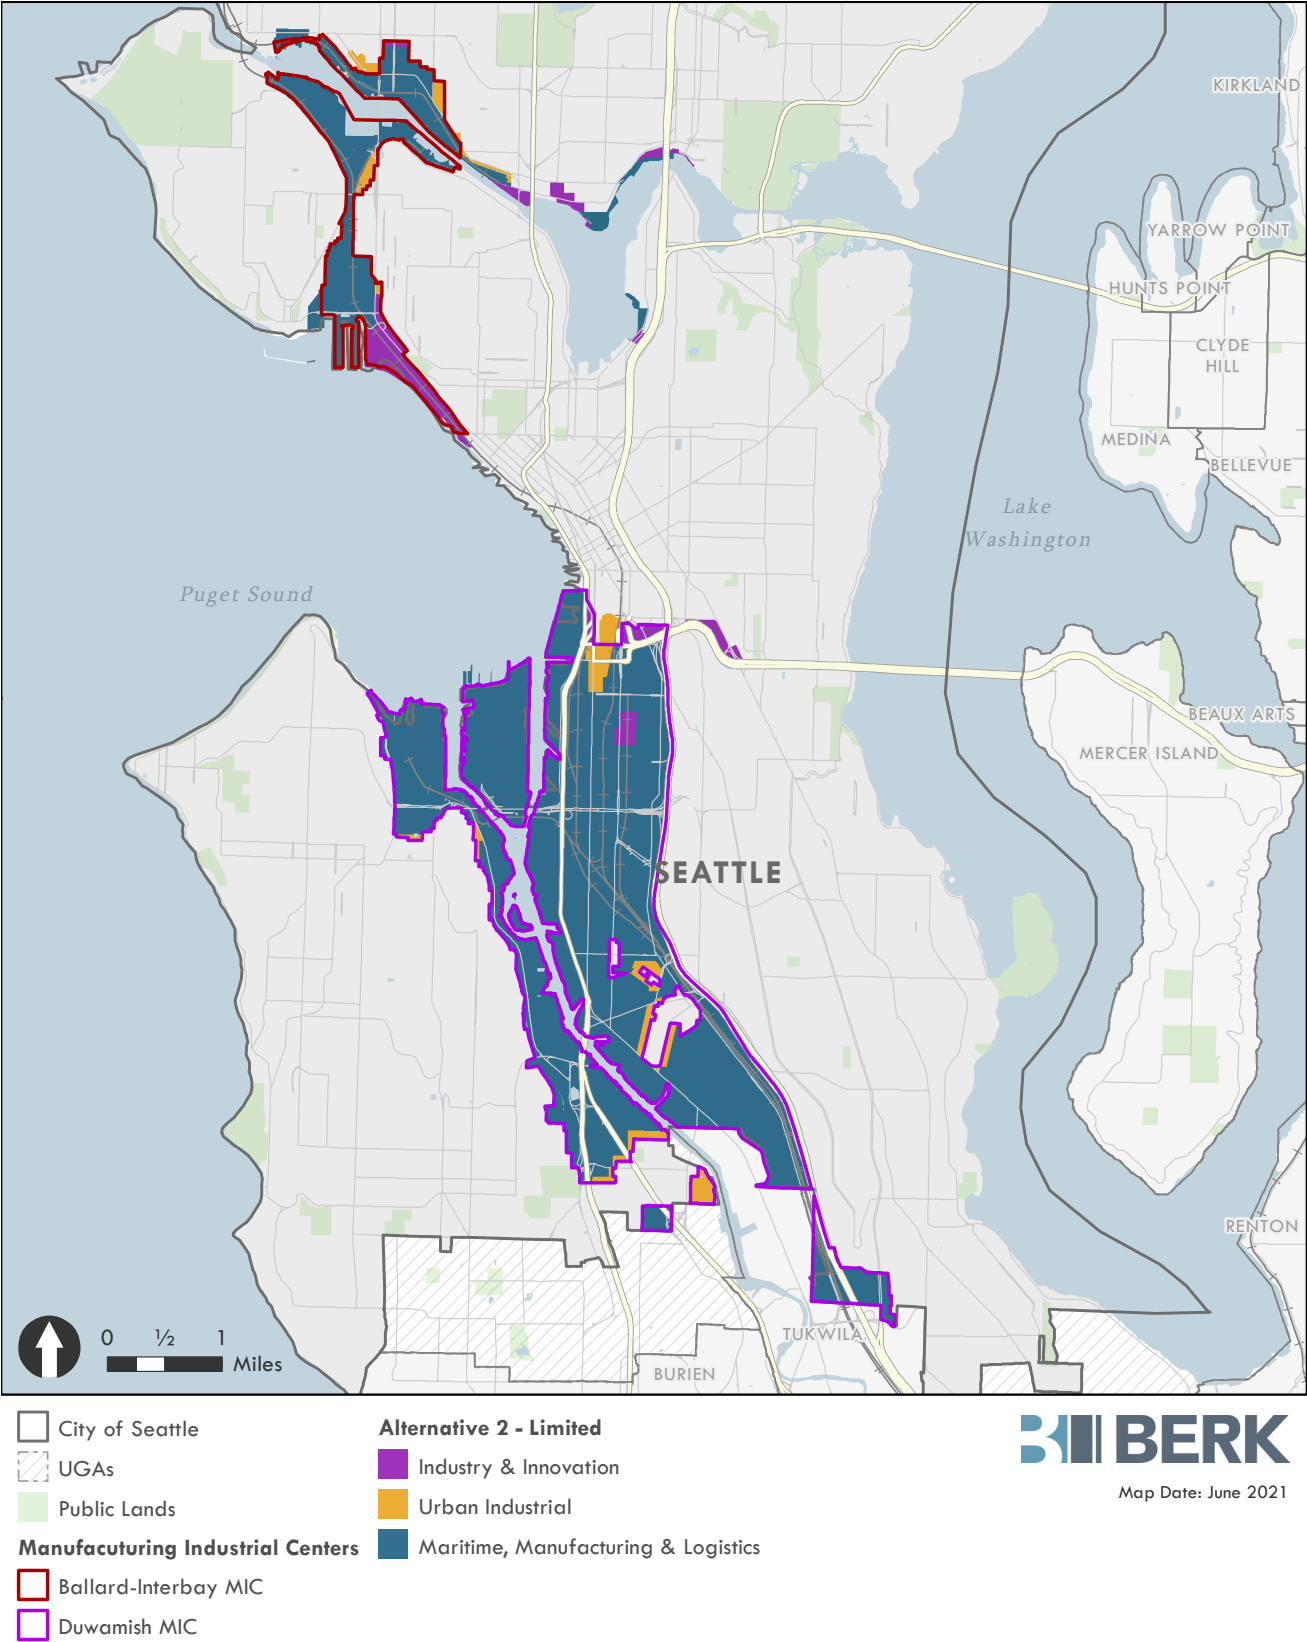 KIRKLAND
YARROW POINT
HUNTS POINT
CLYDE
HILL
MEDINA
BELLEVUE
Lake
Washington
Puget Sound
BEAUX ARTS
MERCER ISLAND
SEATTLE
RENTON
TUKWILA
BURIEN
0 ½ 1
Miles
City of Seattle
UGAs
Public Lands
Manufacuturing Industrial Centers
Ballard-Interbay MIC
Duwamish MIC
Alternative 2 - Limited
Industry & Innovation
Urban Industrial
Maritime, Manufacturing & Logistics
BERK
Map Date: June 2021